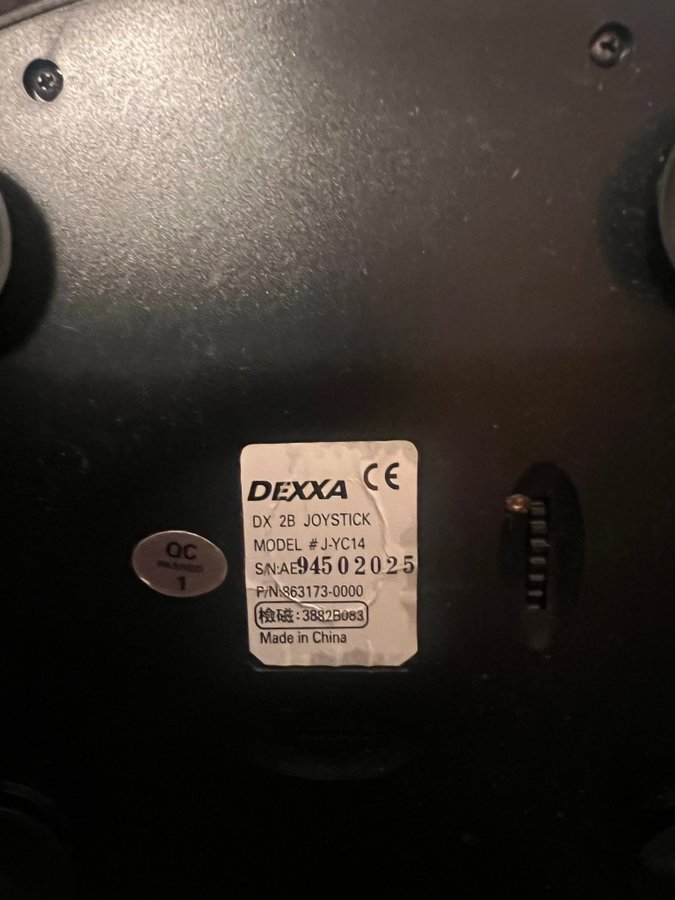 DEXXA CE
DX 2B JOYSTICK
MODEL # J-YC14
S/N:AE94502025
P/N:863173-0000
檢磁:3882B083
Made in China
QC
PASSED
1